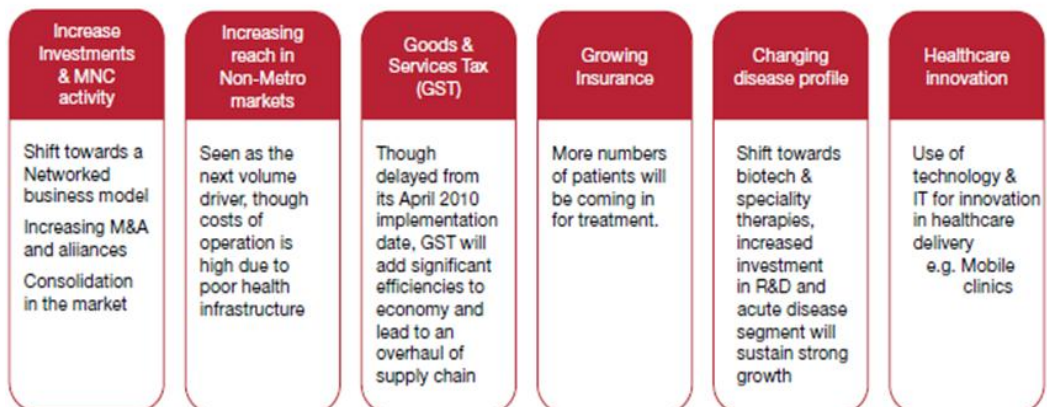 Increase
Investments
& MNC
activity
Shift towards a
Networked
business model
Increasing M&A
and aliiances
Consolidation
in the market
Increasing
reach in
Non-Metro
markets
Seen as the
next volume
driver, though
costs of
operation is
high due to
poor health
infrastructure
Goods &
Services Tax
(GST)
Though
delayed from
its April 2010
implementation
date, GST will
add significant
efficiencies to
economy and
lead to an
overhaul of
supply chain
Growing
Insurance
More numbers
of patients will
be coming in
for treatment.
Changing
disease profile
Shift towards
biotech &
speciality
therapies,
increased
investment
in R&D and
acute disease
segment will
sustain strong
growth
Healthcare
innovation
Use of
technology &
IT for innovation
in healthcare
delivery
e.g. Mobile
clinics